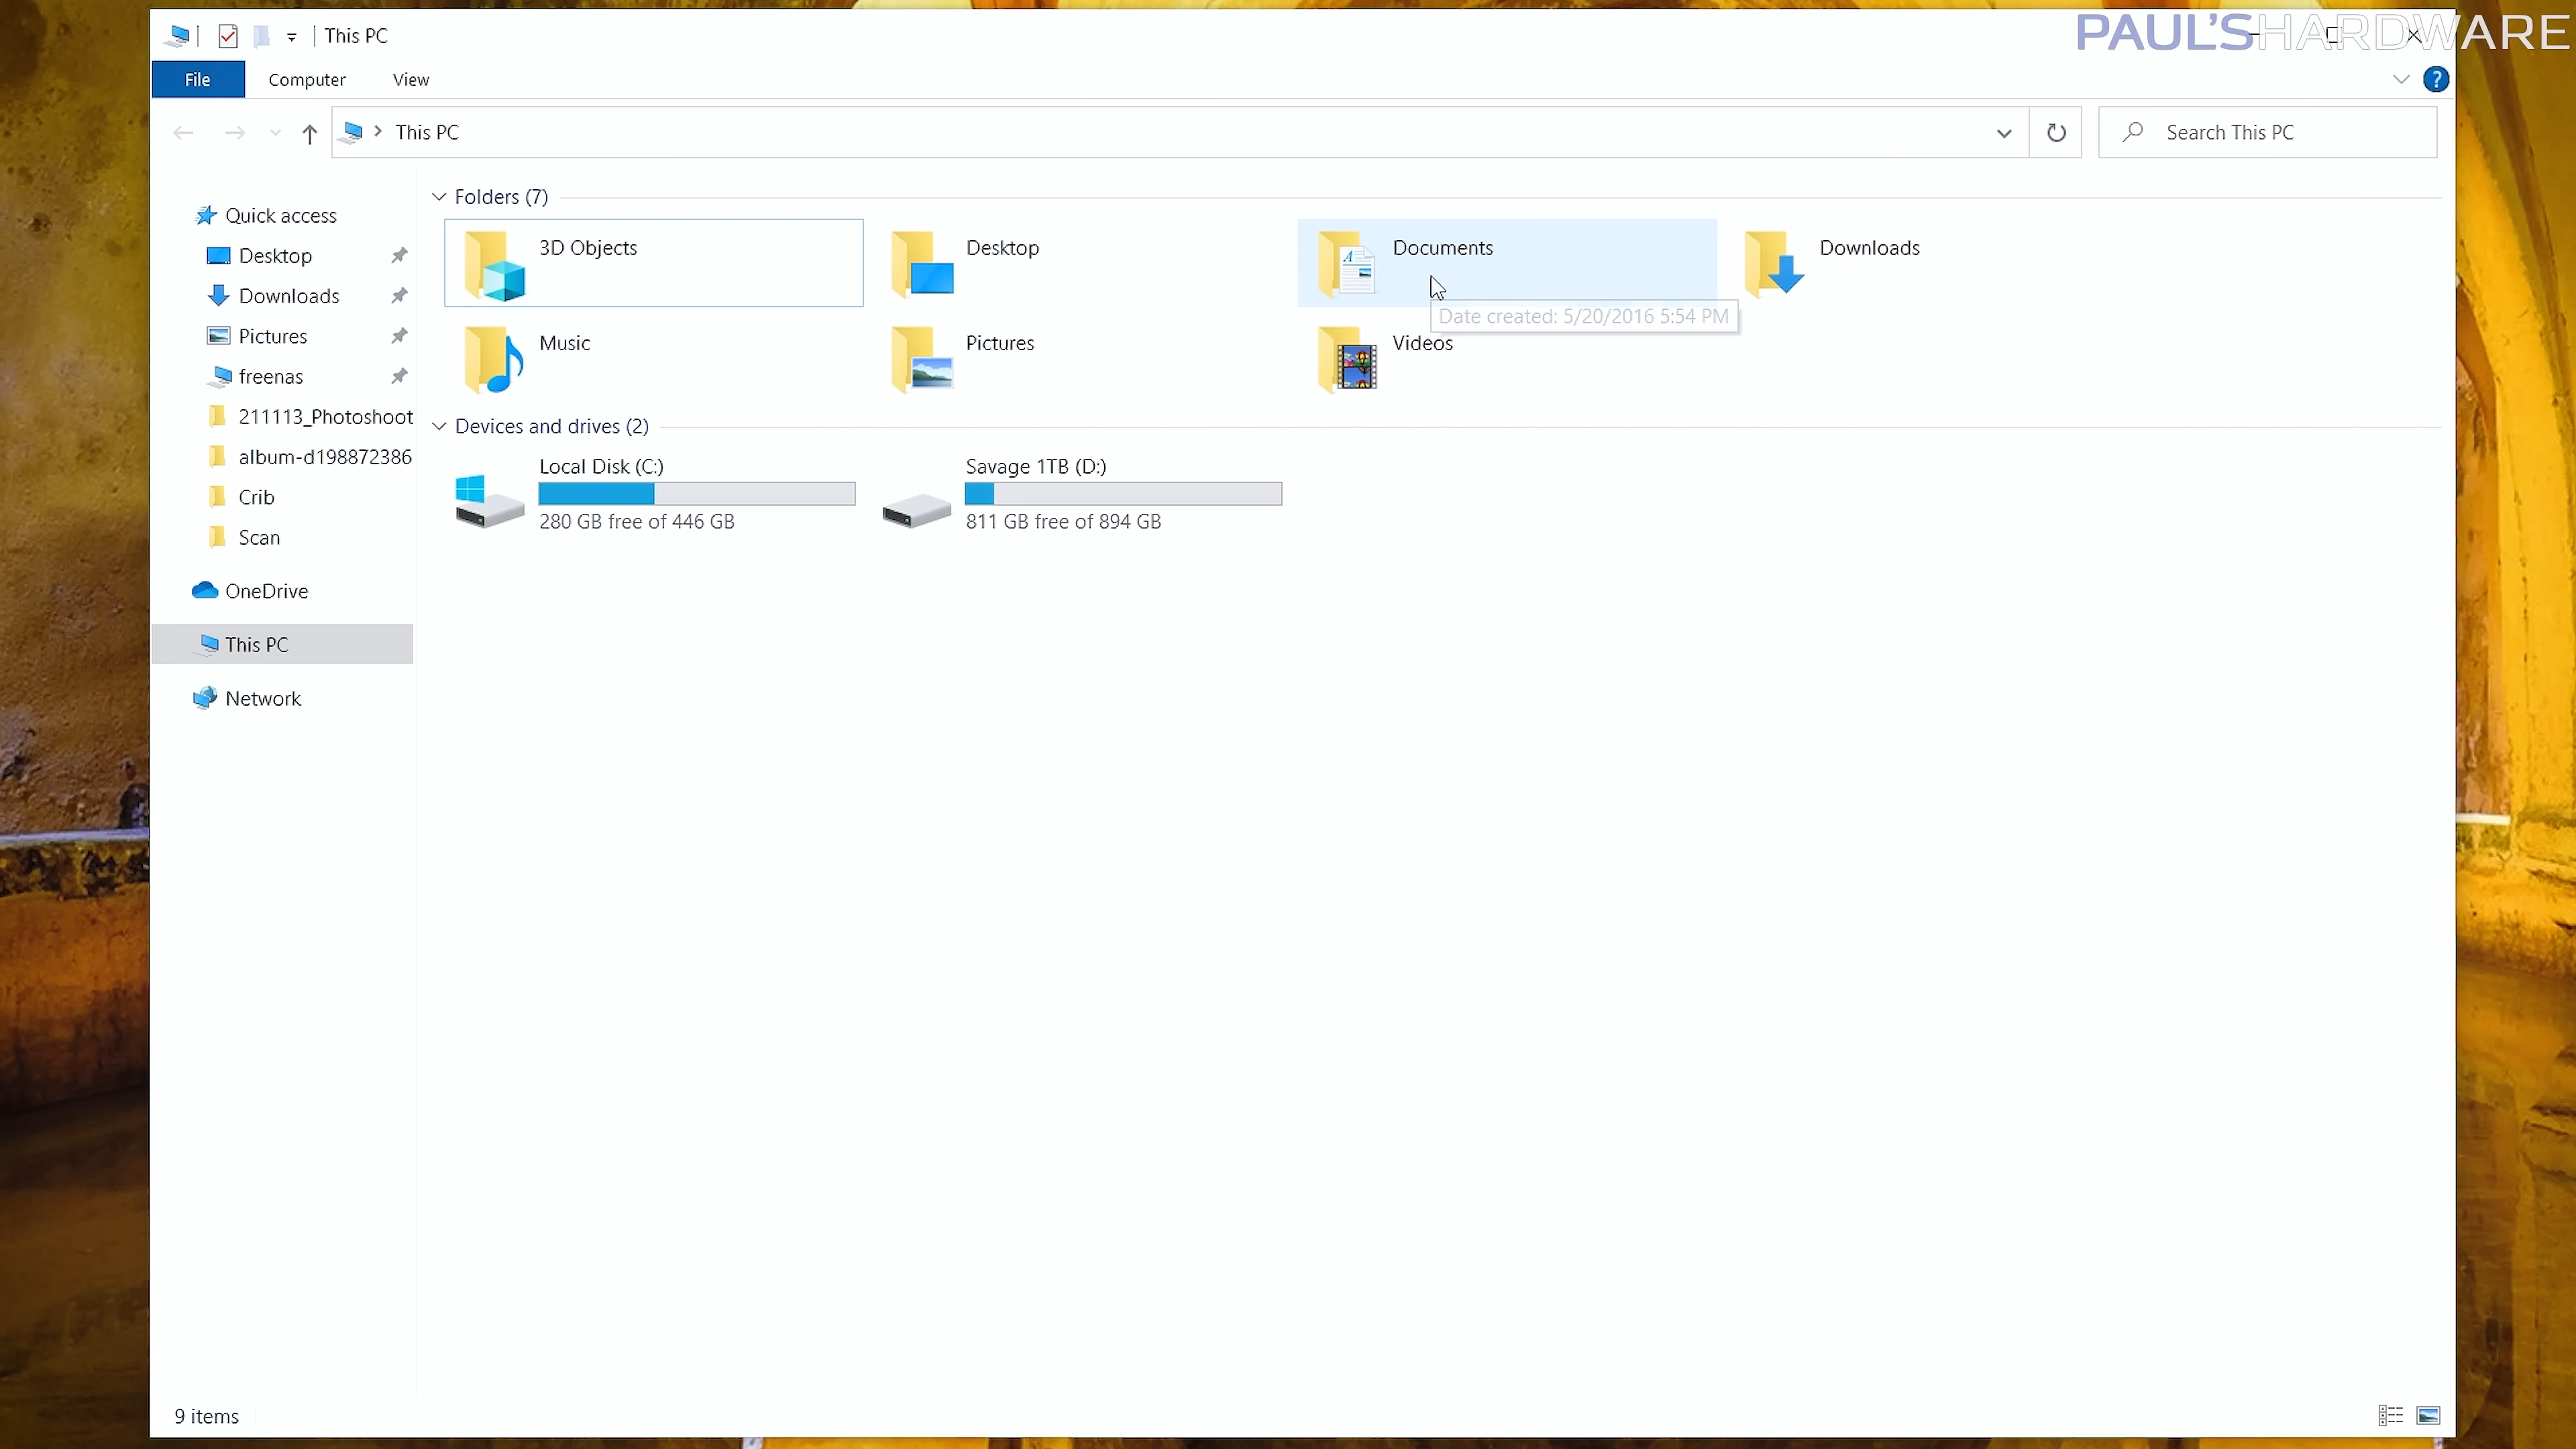 This PC
PAUL'SHARDWARE
File
Computer
View
This PC
Search This PC
Quick access
Desktop
Downloads
Pictures
freenas
211113_Photoshoot
album-d198872386
Crib
Scan
OneDrive
This PC
Network
Folders (7)
3D Objects
Desktop
Documents
Downloads
Date created: 5/20/2016 5:54 PM
Music
Pictures
Videos
Devices and drives (2)
Local Disk (C:)
280 GB free of 446 GB
Savage 1TB (D:)
811 GB free of 894 GB
9 items